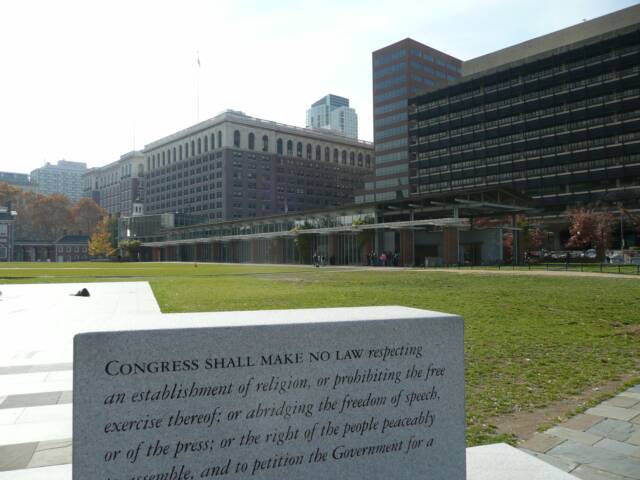 CONGRESS SHALL MAKE NO LAW respecting
an establishment of religion, or prohibiting the free
exercise thereof; or abridging the freedom of speech,
or of the press; or the right of the people peaceably
to assemble, and to petition the Government for a